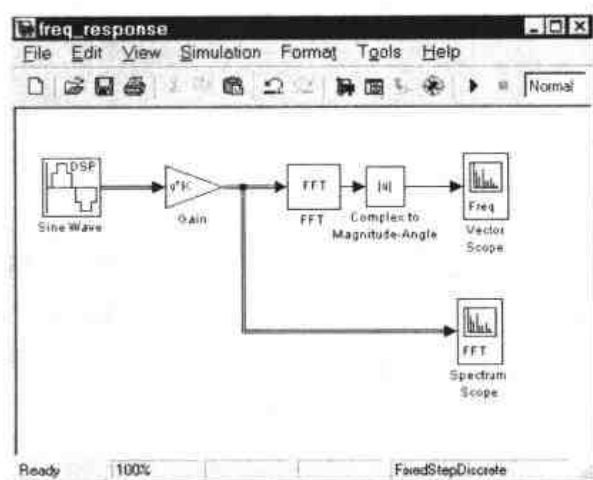 freq_response
File Edit View Simulation Format Tools Help
Normal
DSP
Sine Wave
Gain
FFT
FFT
|u|
Complex to
Magnitude-Angle
Freq
Vector
Scope
FFT
Spectrum
Scope
Ready 100% FixedStepDiscrete